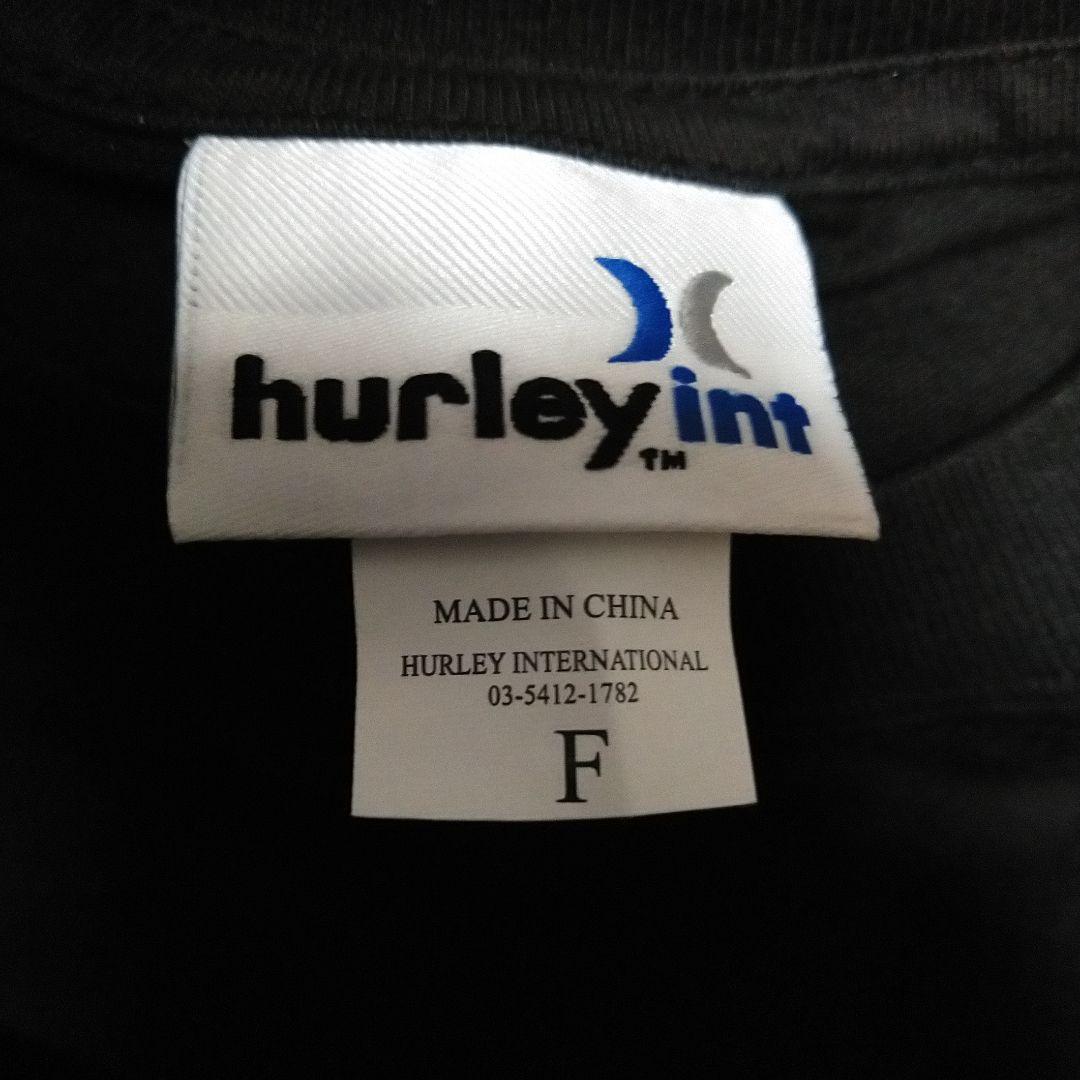 hurley int
TM
MADE IN CHINA
HURLEY INTERNATIONAL
03-5412-1782
F